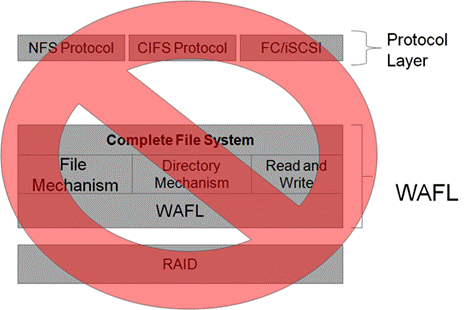 NFS Protocol CIFS Protocol FC/iSCSI
Protocol
Layer
Complete File System
File
Mechanism
Directory
Mechanism
Read and
Write
WAFL
WAFL
RAID